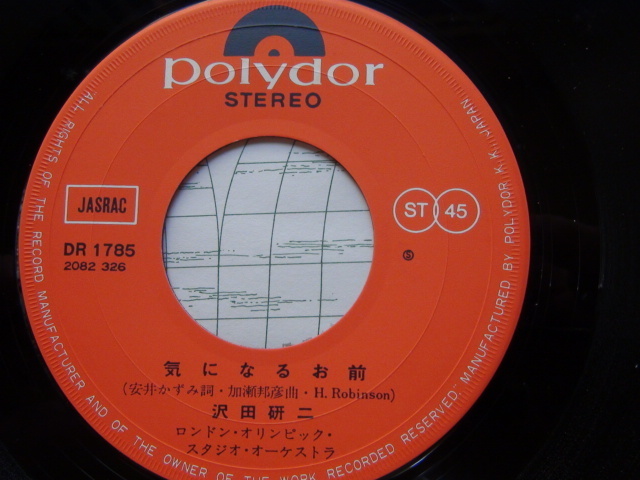 polydor
STEREO
JASRAC
ST 45
DR 1785
2082 326
気になるお前
(安井かずみ詞・加瀬邦彦曲・H. Robinson)
沢田研二
ロンドン・オリンピック・
スタジオ・オーケストラ
ALL RIGHTS OF THE RECORD MANUFACTURER AND OF THE OWNER OF THE WORK RECORDED RESERVED. MANUFACTURED BY POLYDOR K.K. JAPAN